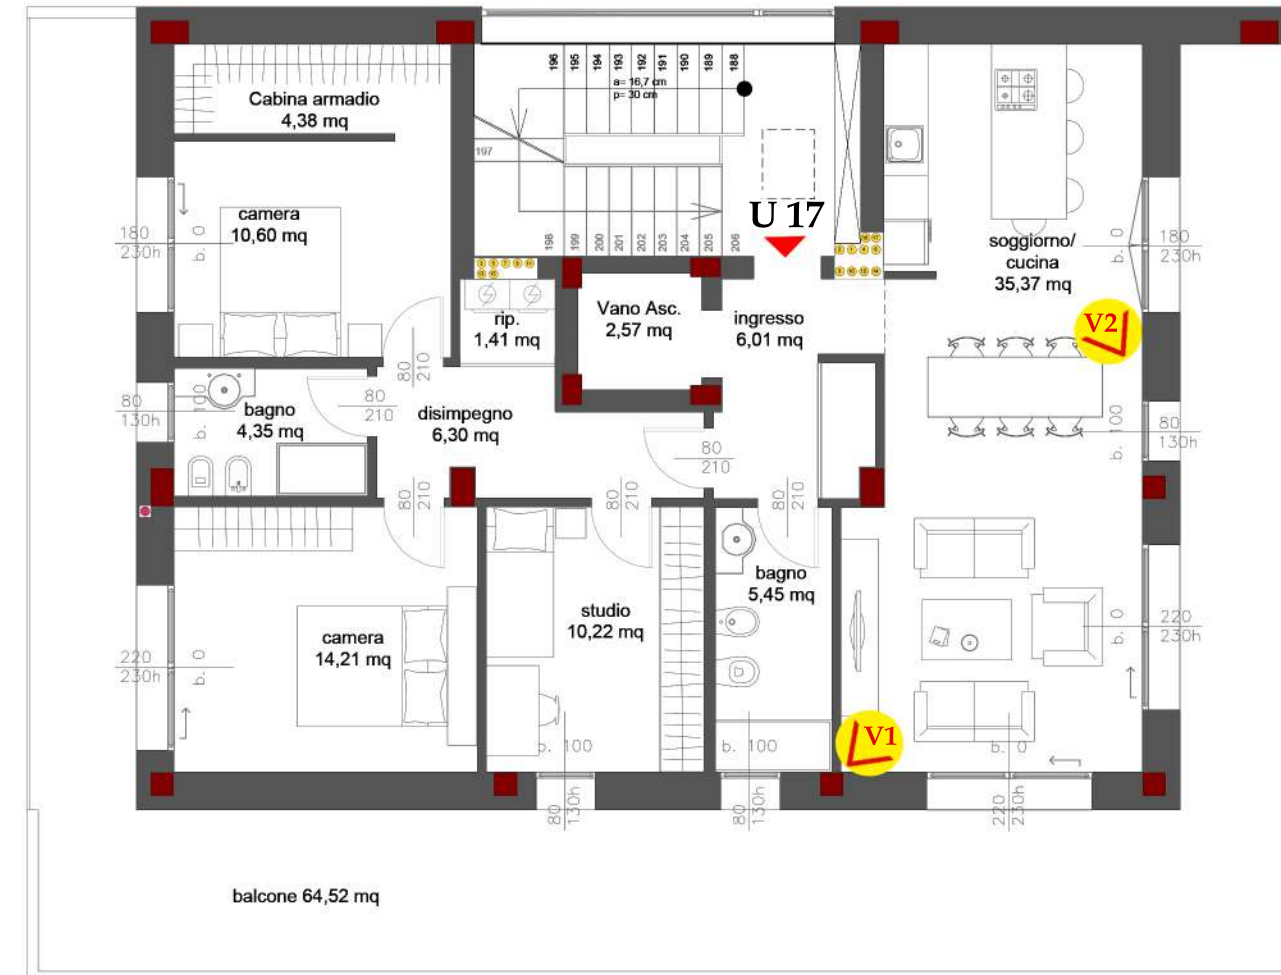 196 195 194 193 192 191 190 189 188
a= 16,7 cm
p= 30 cm
Cabina armadio
4,38 mq
197
camera
10,60 mq
180
230h
b. 0
U 17
198 199 200 201 202 203 204 205 206
soggiorno/
cucina
35,37 mq
b. 0
180
230h
rip.
1,41 mq
Vano Asc.
2,57 mq
ingresso
6,01 mq
V2
80
210
80
130h
b. 100
bagno
4,35 mq
80
210
disimpegno
6,30 mq
80
210
b. 100
80
130h
80
210
80
210
80
210
camera
14,21 mq
220
230h
b. 0
studio
10,22 mq
bagno
5,45 mq
b. 0
220
230h
b. 100
b. 100
V1
b. 0
80
130h
80
130h
220
230h
balcone 64,52 mq